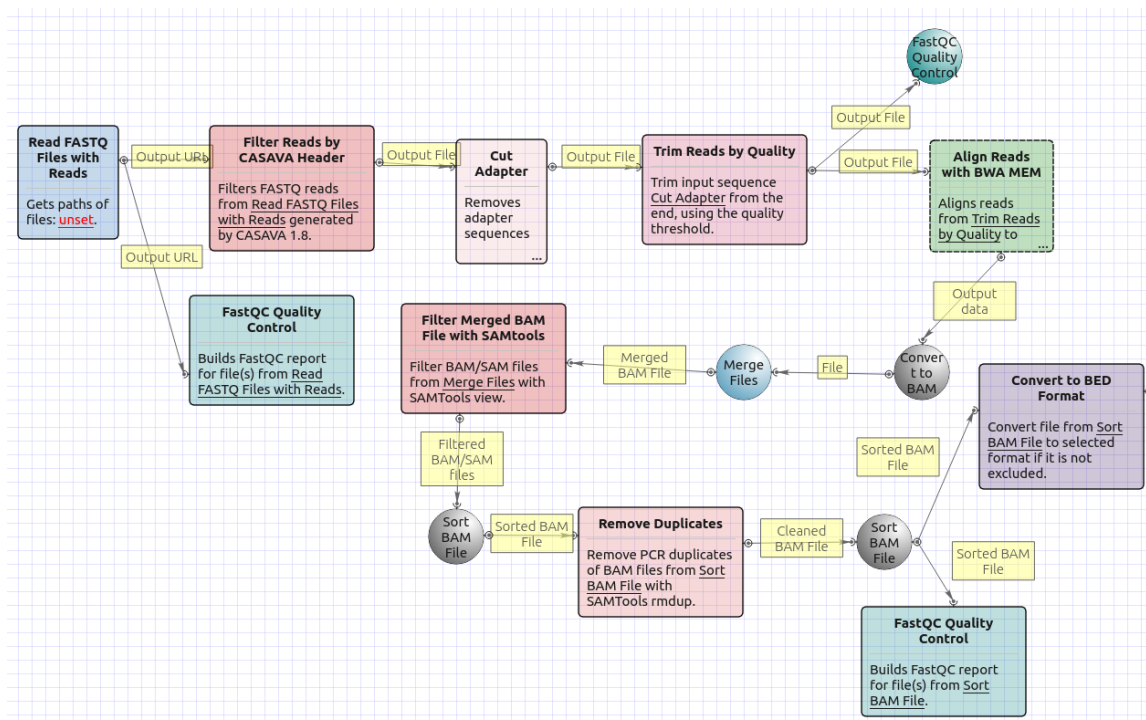 FastQC
Quality
Control
Output File
Read FASTQ
Files with
Reads
Gets paths of
files: unset.
Output URL
Filter Reads by
CASAVA Header
Filters FASTQ reads
from Read FASTQ Files
with Reads generated
by CASAVA 1.8.
Output File
Cut
Adapter
Removes
adapter
sequences
...
Output File
Trim Reads by Quality
Trim input sequence
Cut Adapter from the
end, using the quality
threshold.
Output File
Align Reads
with BWA MEM
Aligns reads
from Trim Reads
by Quality to
...
Output URL
FastQC Quality
Control
Builds FastQC report
for file(s) from Read
FASTQ Files with Reads.
Output
data
Conver
t to
BAM
File
Merge
Files
Merged
BAM File
Filter Merged BAM
File with SAMtools
Filter BAM/SAM files
from Merge Files with
SAMTools view.
Filtered
BAM/SAM
files
Sort
BAM
File
Sorted BAM
File
Remove Duplicates
Remove PCR duplicates
of BAM files from Sort
BAM File with
SAMTools rmdup.
Cleaned
BAM File
Sort
BAM
File
Sorted BAM
File
Convert to BED
Format
Convert file from Sort
BAM File to selected
format if it is not
excluded.
Sorted BAM
File
FastQC Quality
Control
Builds FastQC report
for file(s) from Sort
BAM File.